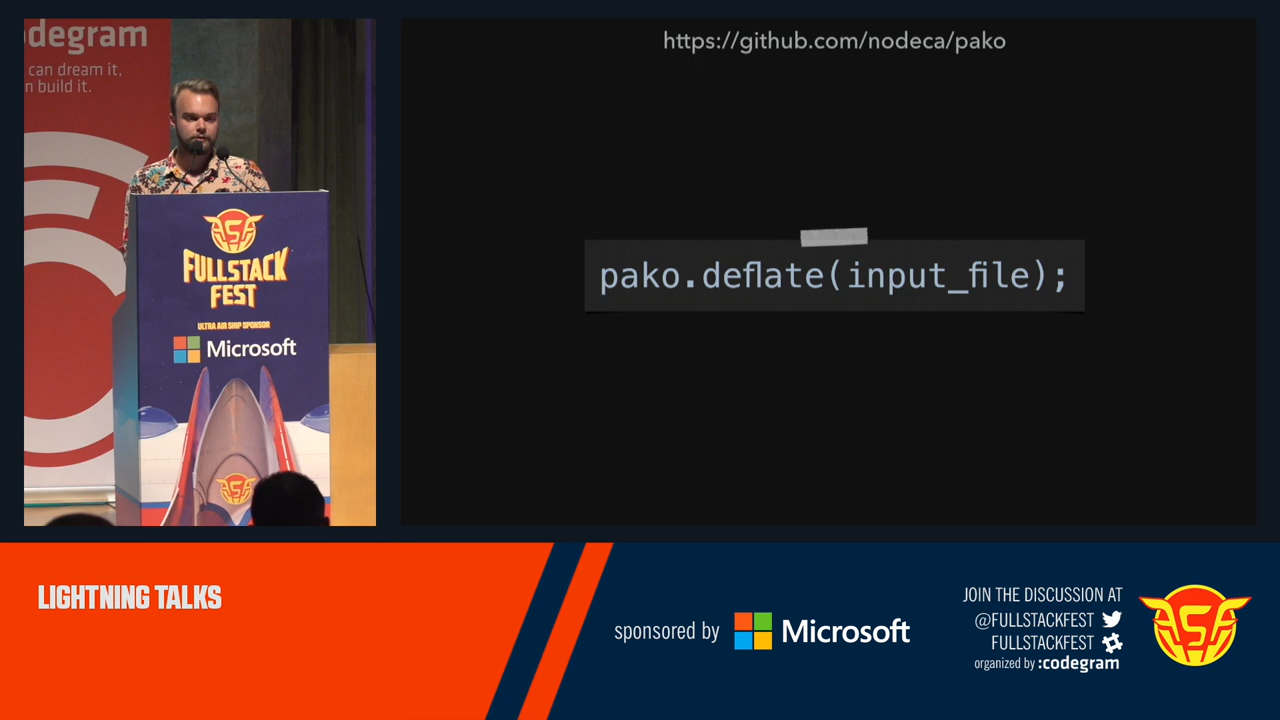 codegram
can dream it,
n build it.
FULLSTACK
FEST
ULTRA AIR SHIP SPONSOR
Microsoft
https://github.com/nodeca/pako
pako.deflate(input_file);
LIGHTNING TALKS
sponsored by Microsoft
JOIN THE DISCUSSION AT
@FULLSTACKFEST
FULLSTACKFEST
organized by :codegram